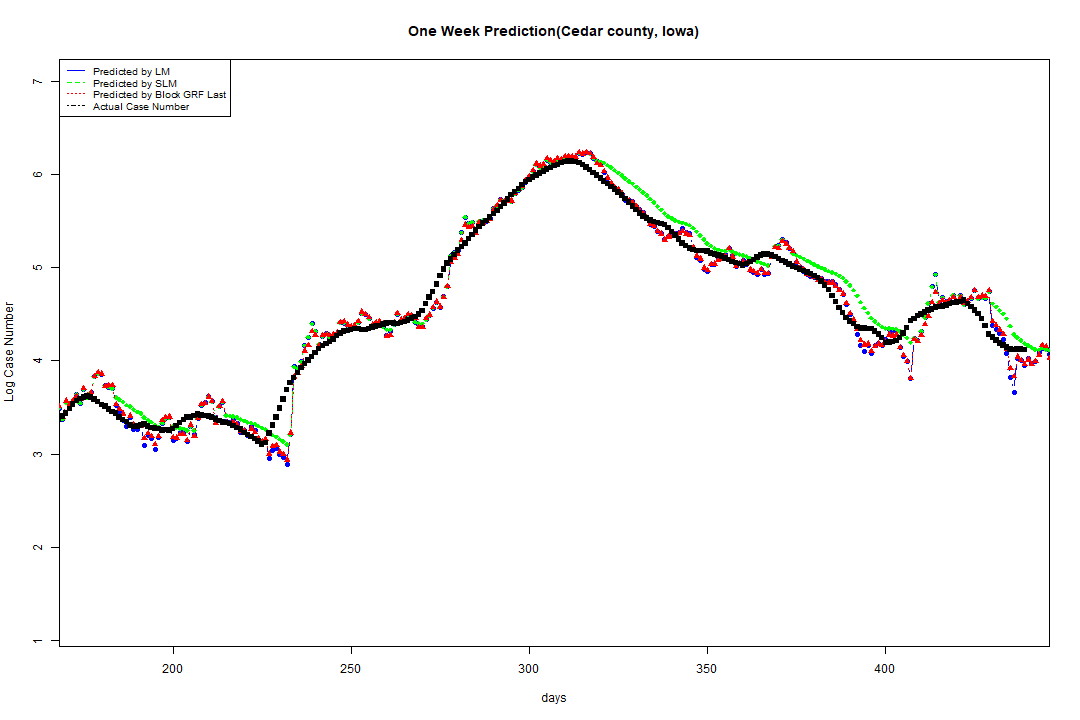 One Week Prediction(Cedar county, Iowa)
Predicted by LM
Predicted by SLM
Predicted by Block GRF Last
Actual Case Number
7
6
5
4
3
2
1
Log Case Number
200 250 300 350 400
days